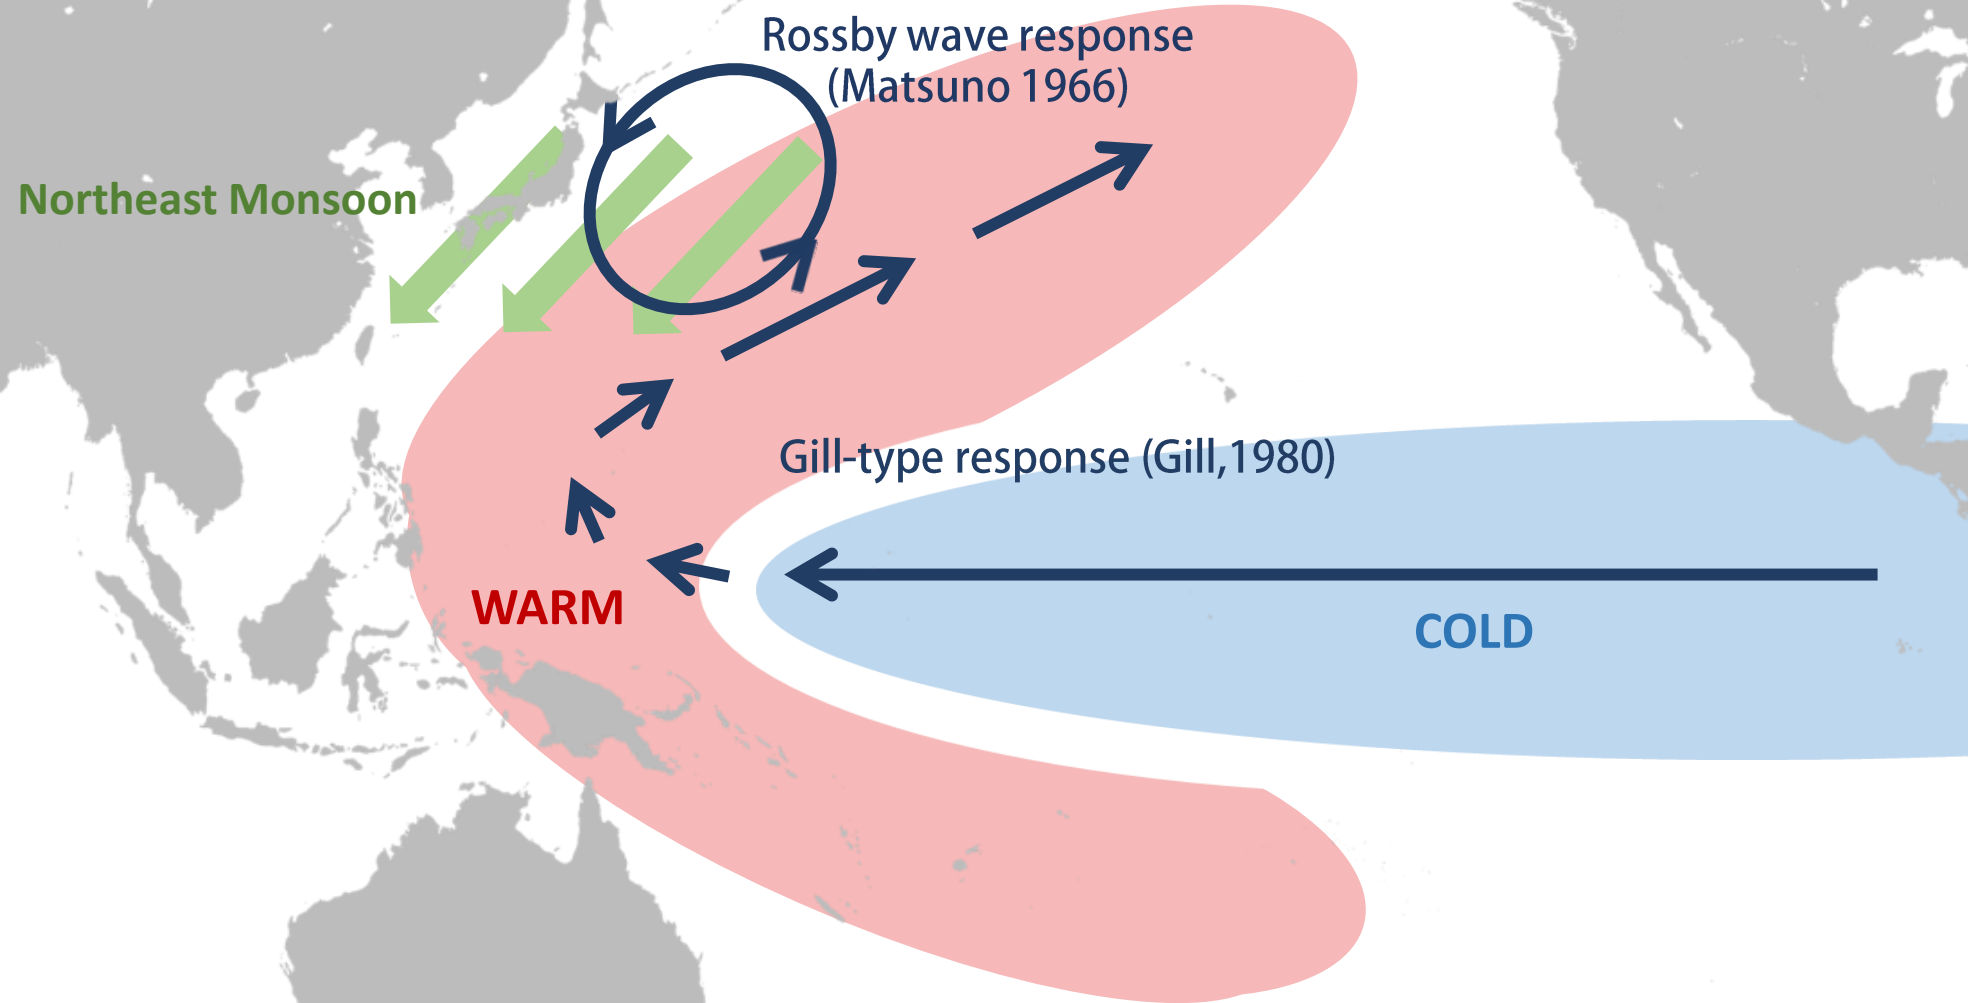 Rossby wave response
(Matsuno 1966)
Northeast Monsoon
Gill-type response (Gill,1980)
WARM
COLD